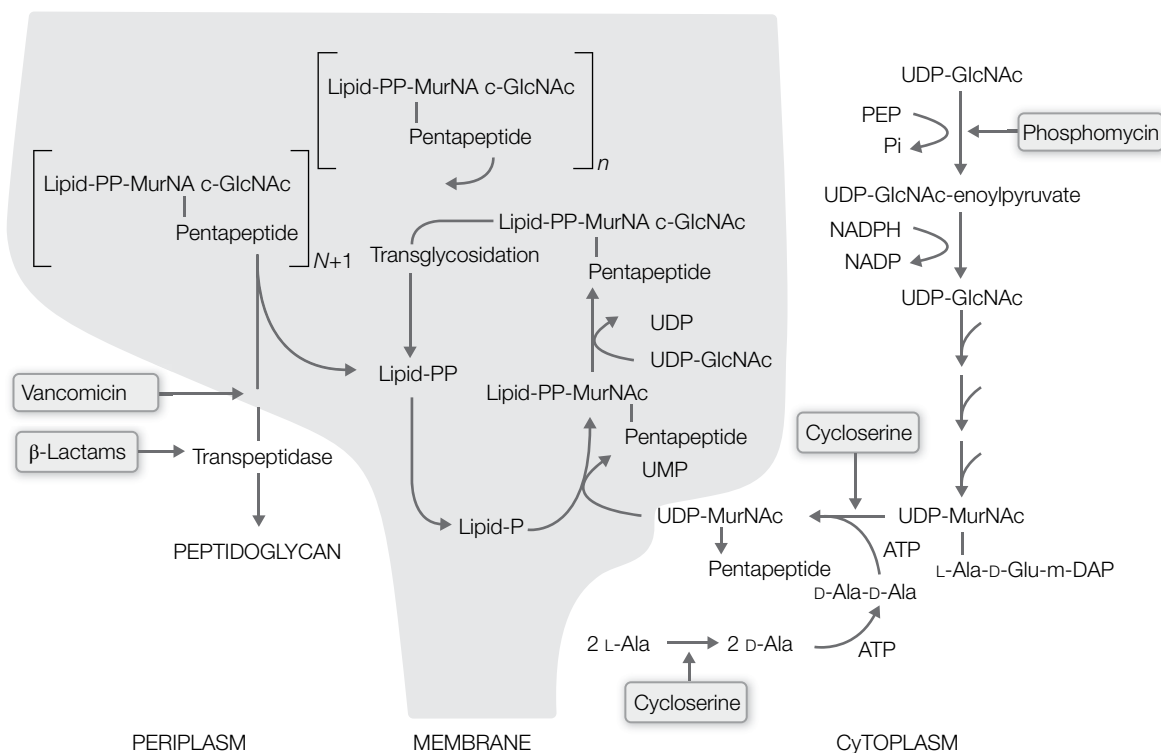 Lipid-PP-MurNA c-GlcNAc
Pentapeptide
n
Lipid-PP-MurNA c-GlcNAc
Pentapeptide
N+1
Lipid-PP-MurNA c-GlcNAc
Transglycosidation
Pentapeptide
UDP
UDP-GlcNAc
Lipid-PP
Lipid-PP-MurNAc
Pentapeptide
UMP
Lipid-P
Vancomicin
β-Lactams
Transpeptidase
PEPTIDOGLYCAN
UDP-GlcNAc
PEP
Pi
Phosphomycin
UDP-GlcNAc-enoylpyruvate
NADPH
NADP
UDP-GlcNAc
Cycloserine
UDP-MurNAc
Pentapeptide
UDP-MurNAc
ATP
L-Ala-D-Glu-m-DAP
D-Ala-D-Ala
2 L-Ala
2 D-Ala
ATP
Cycloserine
PERIPLASM
MEMBRANE
CyTOPLASM